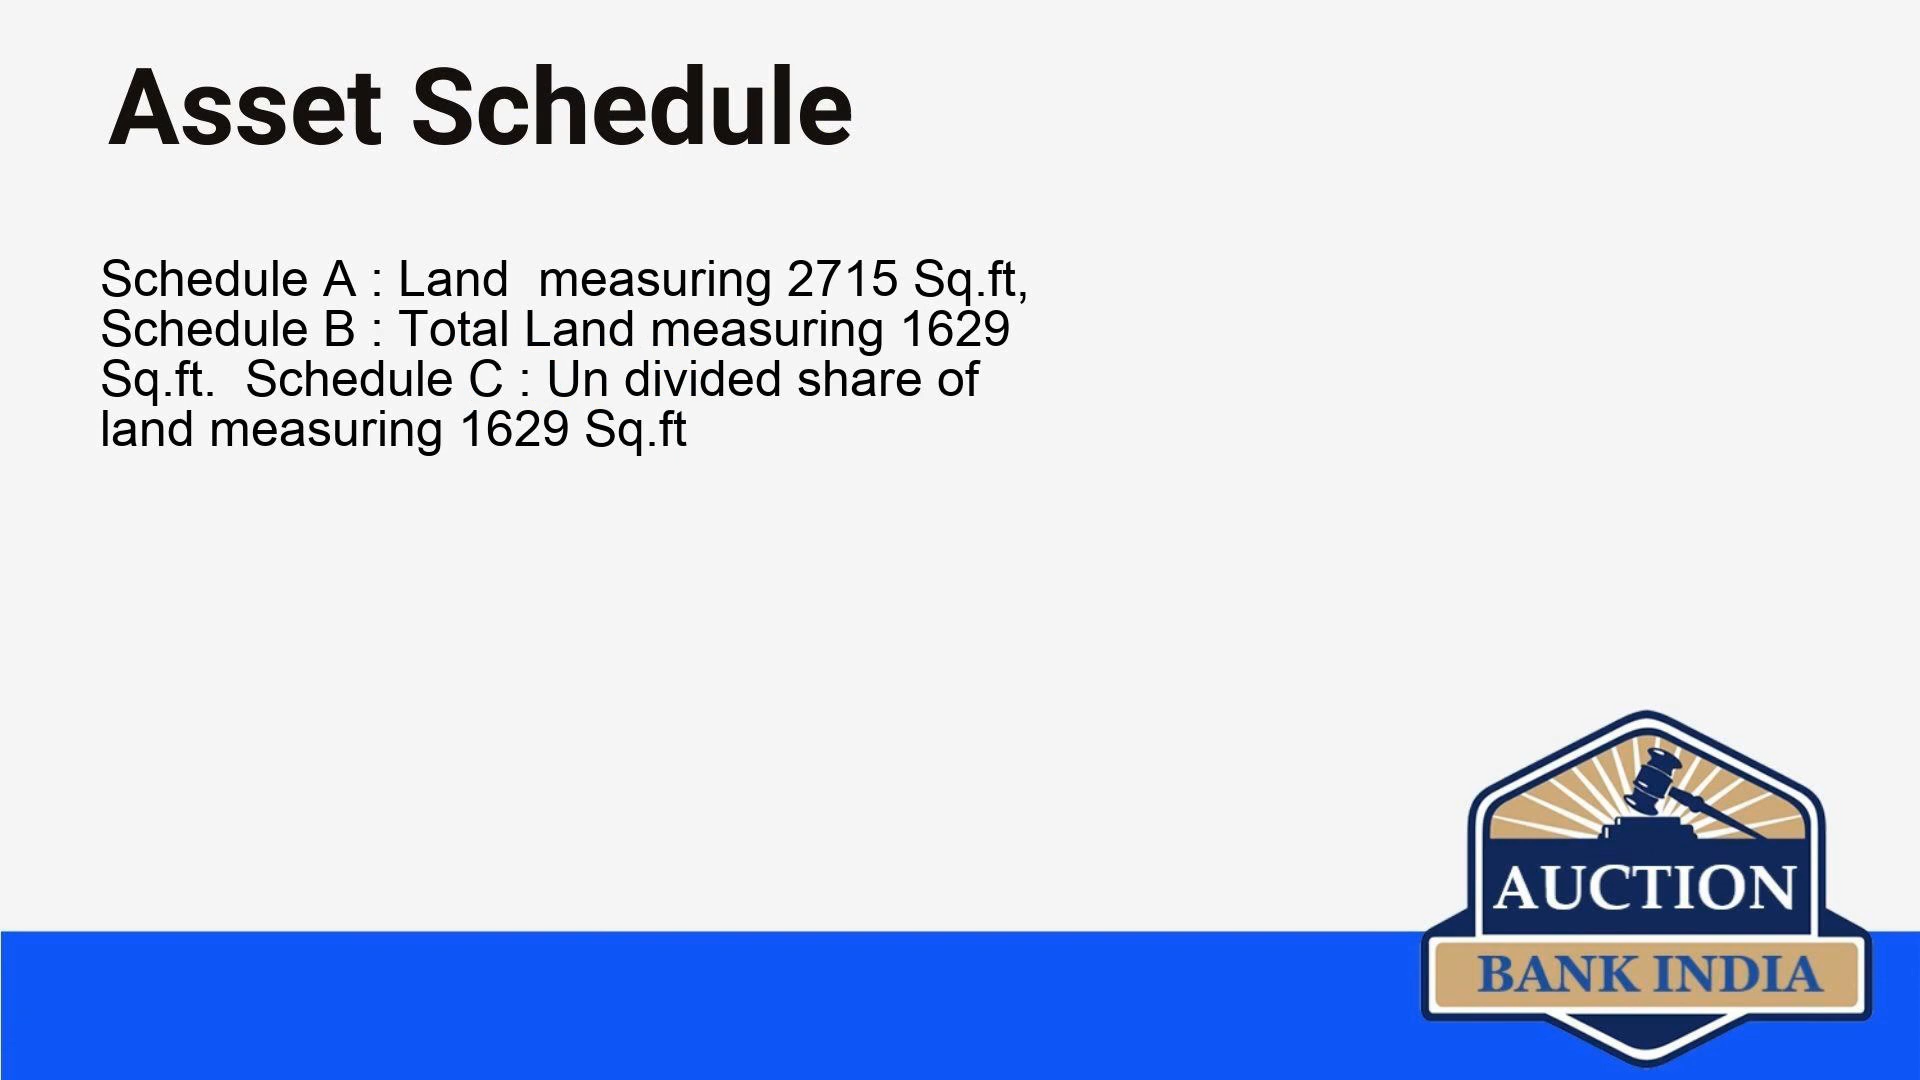 Asset Schedule
Schedule A : Land  measuring 2715 Sq.ft,
Schedule B : Total Land measuring 1629
Sq.ft.  Schedule C : Un divided share of
land measuring 1629 Sq.ft
AUCTION
BANK INDIA